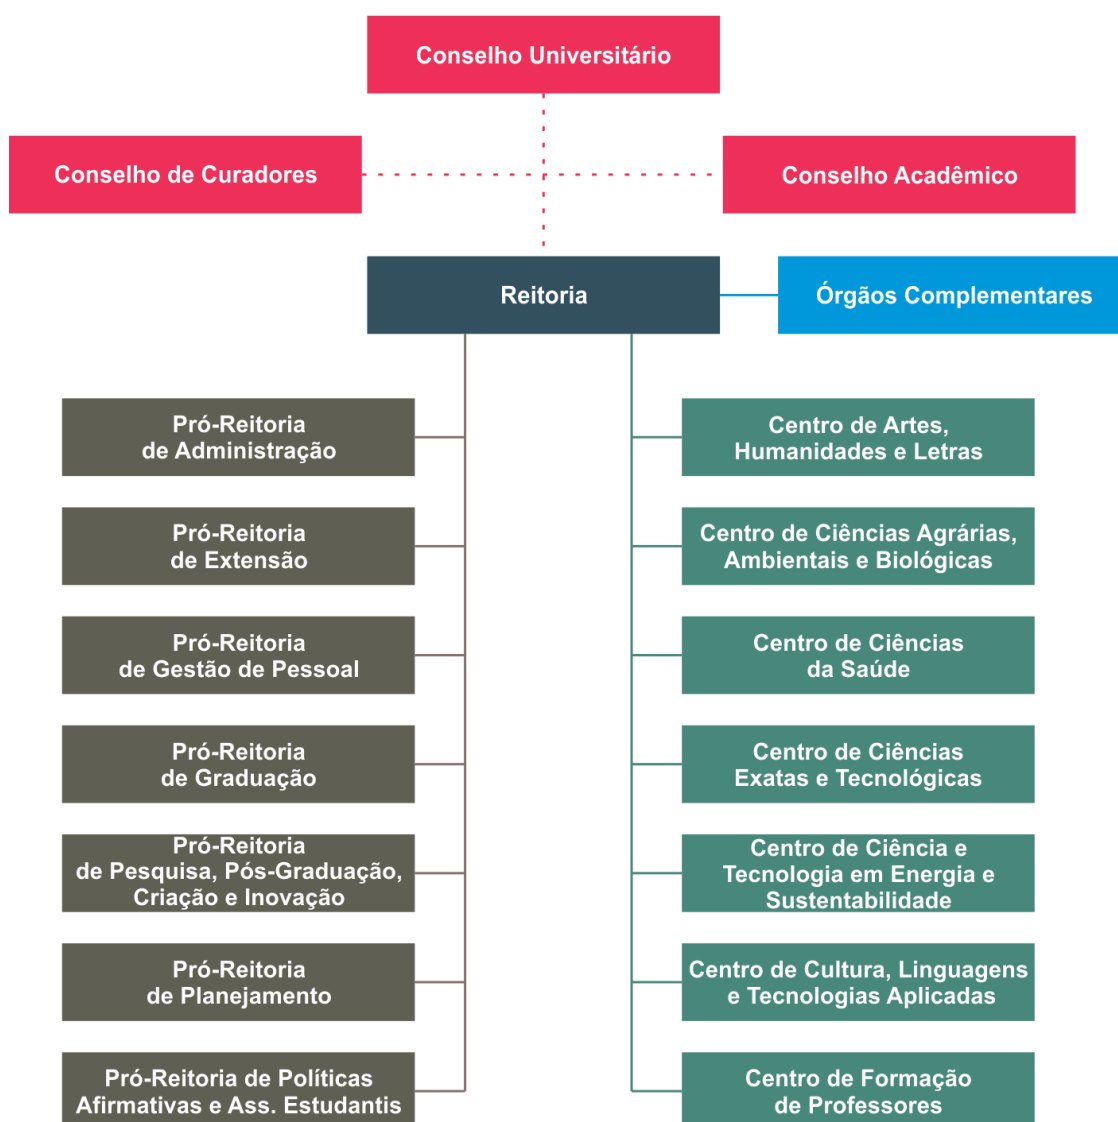 Conselho Universitário
Conselho de Curadores
Conselho Acadêmico
Reitoria
Órgãos Complementares
Pró-Reitoria
de Administração
Centro de Artes,
Humanidades e Letras
Pró-Reitoria
de Extensão
Centro de Ciências Agrárias,
Ambientais e Biológicas
Pró-Reitoria
de Gestão de Pessoal
Centro de Ciências
da Saúde
Pró-Reitoria
de Graduação
Centro de Ciências
Exatas e Tecnológicas
Pró-Reitoria
de Pesquisa, Pós-Graduação,
Criação e Inovação
Centro de Ciência e
Tecnologia em Energia e
Sustentabilidade
Pró-Reitoria
de Planejamento
Centro de Cultura, Linguagens
e Tecnologias Aplicadas
Pró-Reitoria de Políticas
Afirmativas e Ass. Estudantis
Centro de Formação
de Professores